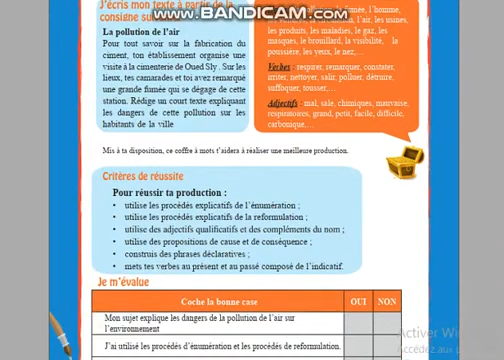 J'écris mon texte à partir de la
consigne su
www.BANDICAM.com
fumée, l'homme,
l'air, les usines,
les produits, les maladies, le gaz, les
masques, le brouillard, la visibilité, la
poussière, les yeux, le nez...
Verbes : respirer, remarquer, constater,
irriter, nettoyer, salir, polluer, détruire,
suffoquer, tousser...
Adjectifs : mal, sale, chimiques, mauvaise,
respiratoires, grand, petit, facile, difficile,
carbonique,...
La pollution de l'air
Pour tout savoir sur la fabrication du
ciment, ton établissement organise une
visite à la cimenterie de Oued Sly. Sur les
lieux, tes camarades et toi avez remarqué
une grande fumée qui se dégage de cette
station. Rédige un court texte expliquant
les dangers de cette pollution sur les
habitants de la ville
Mis à ta disposition, ce coffre à mots t'aidera à réaliser une meilleure production.
Critères de réussite
Pour réussir ta production :
• utilise les procédés explicatifs de l'énumération ;
• utilise les procédés explicatifs de la reformulation ;
• utilise des adjectifs qualificatifs et des compléments du nom ;
• utilise des propositions de cause et de conséquence ;
• construis des phrases déclaratives ;
• mets tes verbes au présent et au passé composé de l'indicatif.
Je m'évalue
Coche la bonne case OUI NON
Mon sujet explique les dangers de la pollution de l'air sur
l'environnement
J'ai utilisé les procédés d'énumération et les procédés de reformulation.
Activer Wi
Accédez aux p